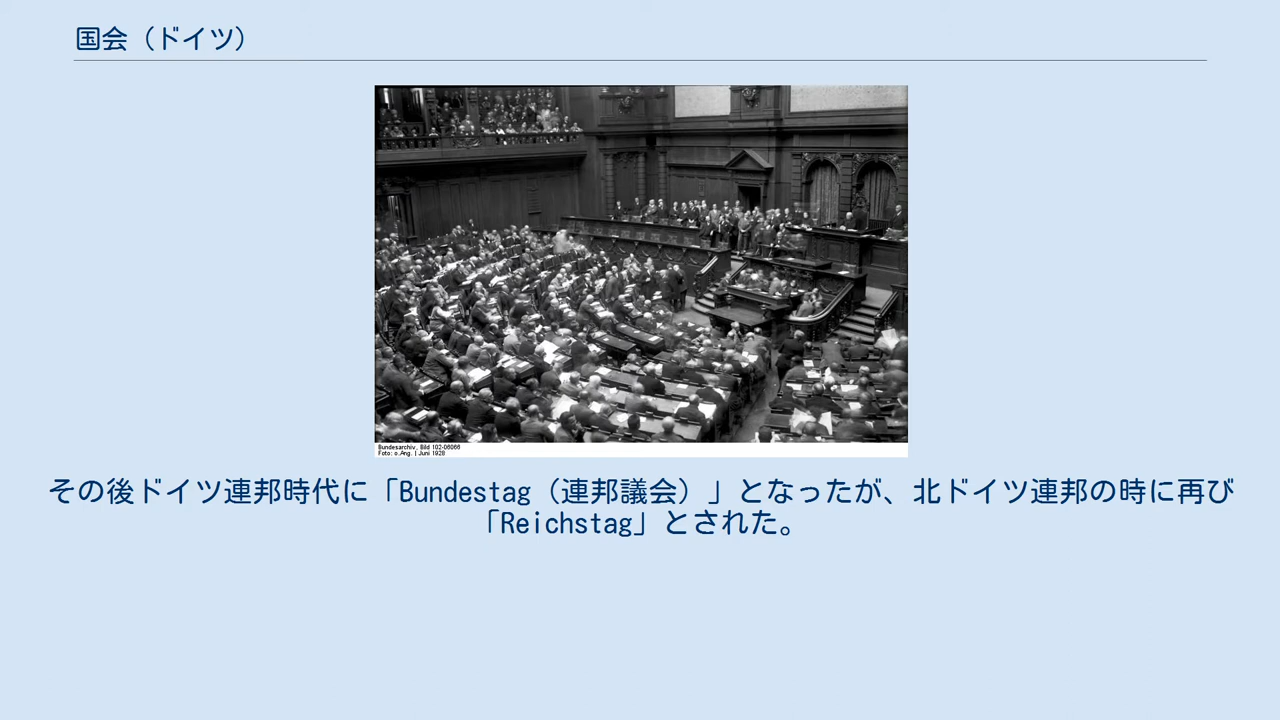 国会（ドイツ）
Bundesarchiv, Bild 102-06066
Foto: o.Ang. | Juni 1928
その後ドイツ連邦時代に「Bundestag（連邦議会）」となったが、北ドイツ連邦の時に再び
「Reichstag」とされた。